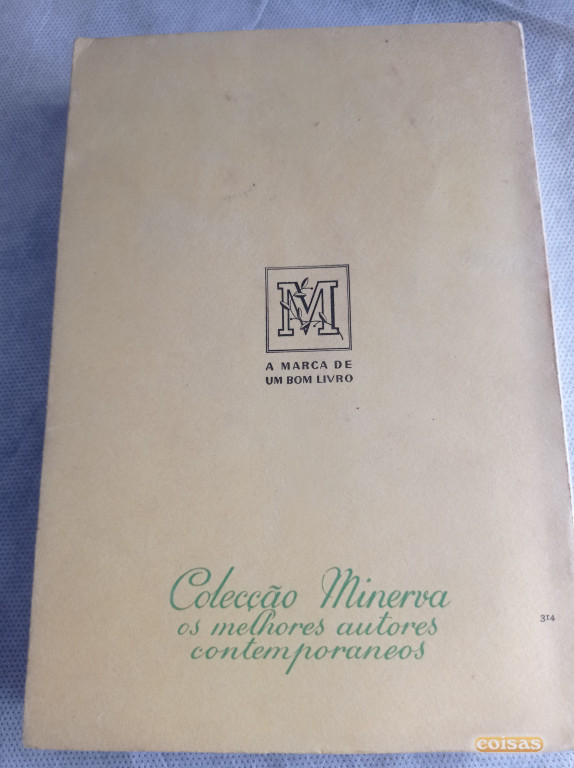 M
A MARCA DE
UM BOM LIVRO
Colecção Minerva
os melhores autores
contemporaneos
314
coisas